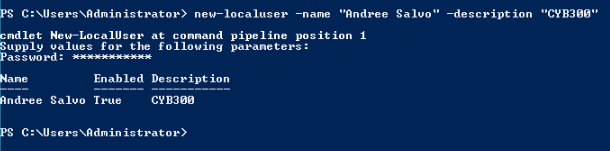 PS C:\Users\Administrator> new-localuser -name "Andree Salvo" -description "CYB300"
cmdlet New-LocalUser at command pipeline position 1
Supply values for the following parameters:
Password: ***********
Name Enabled Description
---- ------- -----------
Andree Salvo True CYB300
PS C:\Users\Administrator>